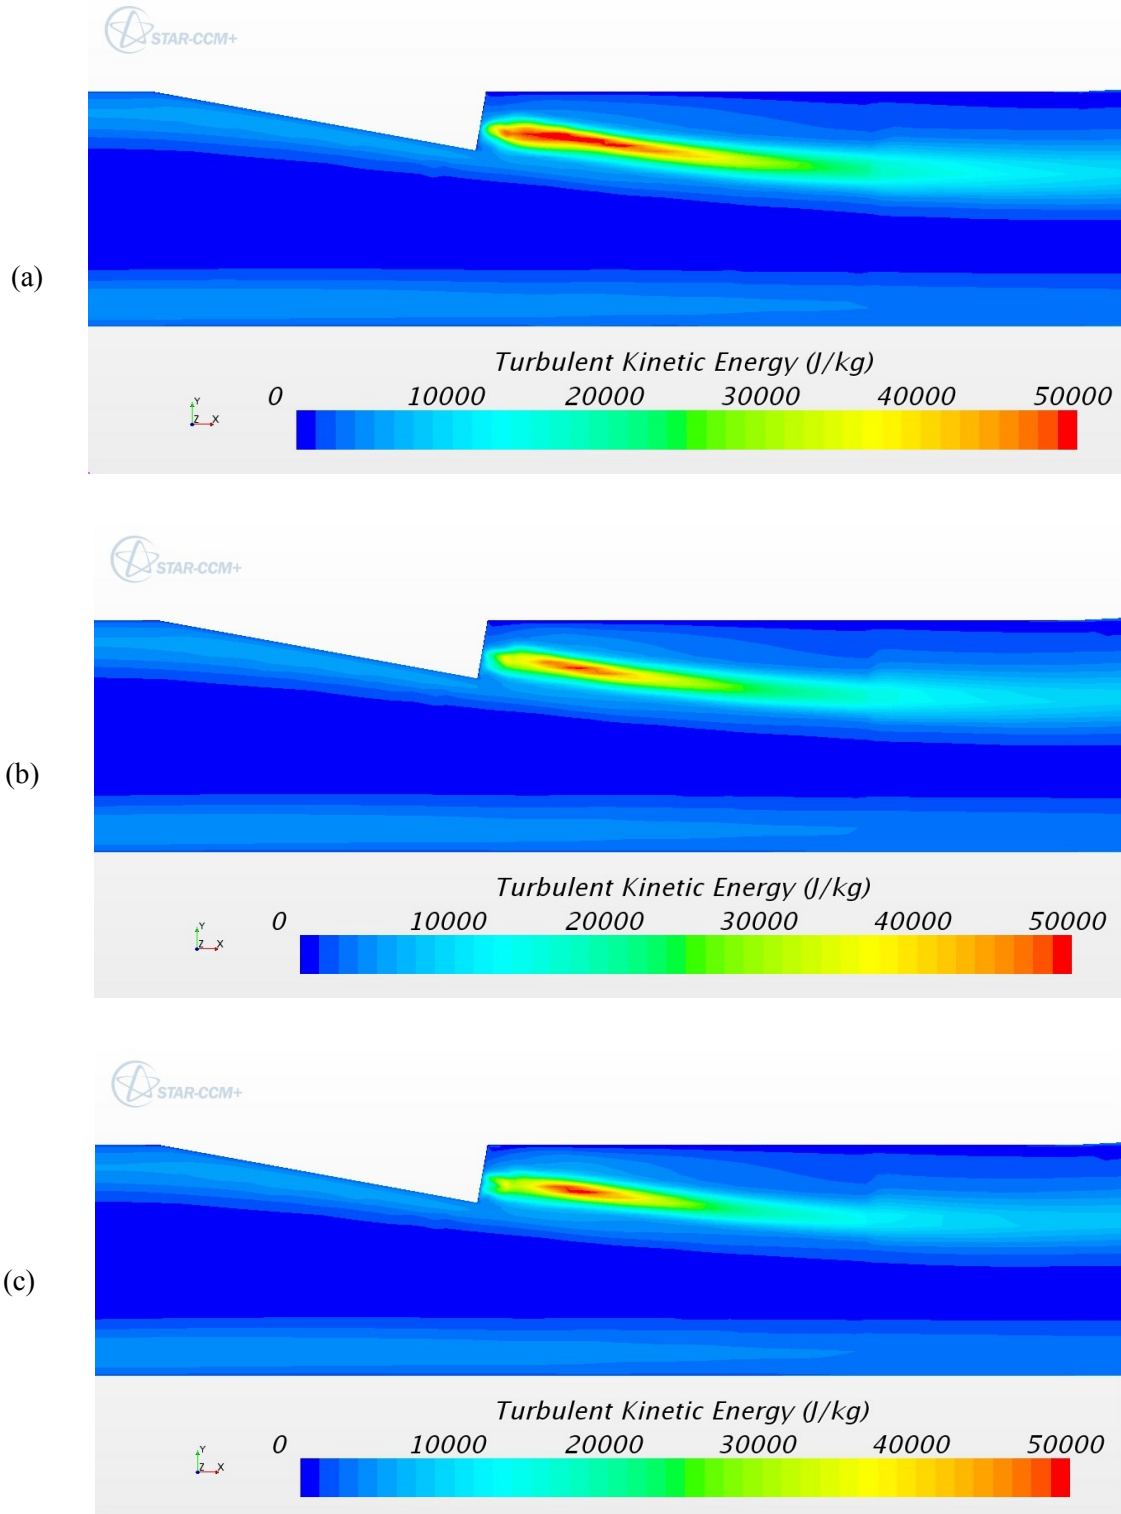 STAR-CCM+
(a)
Turbulent Kinetic Energy (J/kg)
0 10000 20000 30000 40000 50000
Y
Z X
STAR-CCM+
(b)
Turbulent Kinetic Energy (J/kg)
0 10000 20000 30000 40000 50000
Y
Z X
STAR-CCM+
(c)
Turbulent Kinetic Energy (J/kg)
0 10000 20000 30000 40000 50000
Y
Z X